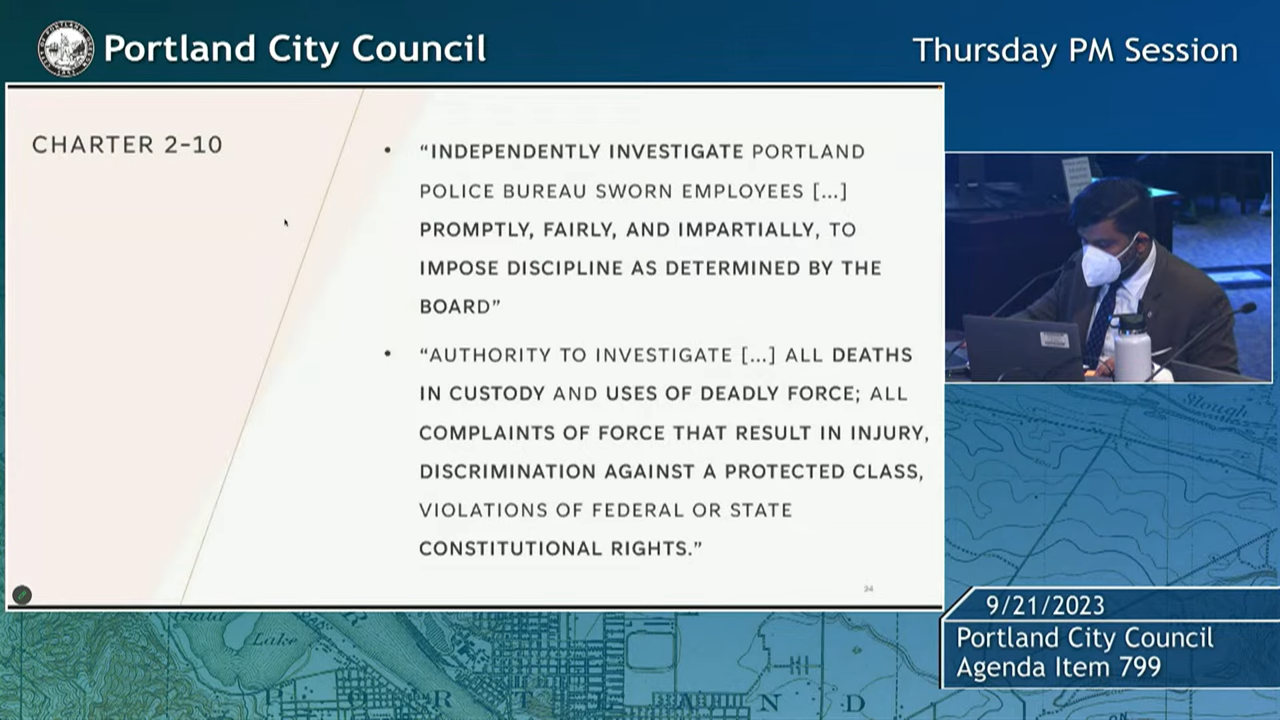 Portland City Council
Thursday PM Session
CHARTER 2-10
• "INDEPENDENTLY INVESTIGATE PORTLAND
POLICE BUREAU SWORN EMPLOYEES [...]
PROMPTLY, FAIRLY, AND IMPARTIALLY, TO
IMPOSE DISCIPLINE AS DETERMINED BY THE
BOARD"
• "AUTHORITY TO INVESTIGATE [...] ALL DEATHS
IN CUSTODY AND USES OF DEADLY FORCE; ALL
COMPLAINTS OF FORCE THAT RESULT IN INJURY,
DISCRIMINATION AGAINST A PROTECTED CLASS,
VIOLATIONS OF FEDERAL OR STATE
CONSTITUTIONAL RIGHTS."
24
9/21/2023
Portland City Council
Agenda Item 799
Slough
Guild
Lake
P O R T L A N D